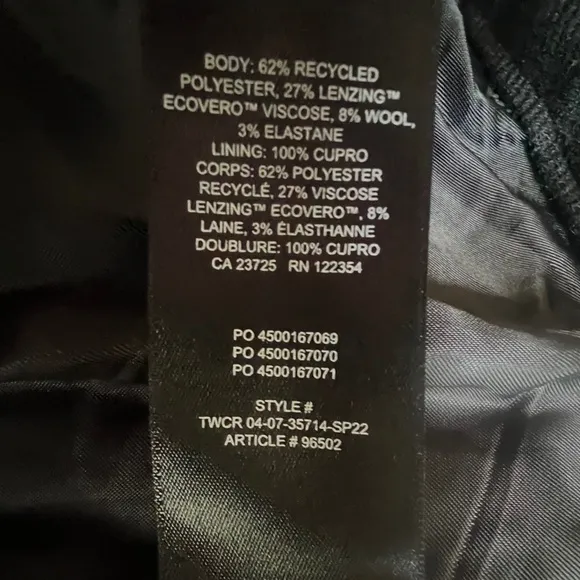 BODY: 62% RECYCLED
POLYESTER, 27% LENZING™
ECOVERO™ VISCOSE, 8% WOOL,
3% ELASTANE
LINING: 100% CUPRO
CORPS: 62% POLYESTER
RECYCLÉ, 27% VISCOSE
LENZING™ ECOVERO™, 8%
LAINE, 3% ÉLASTHANNE
DOUBLURE: 100% CUPRO
CA 23725 RN 122354
PO 4500167069
PO 4500167070
PO 4500167071
STYLE #
TWCR 04-07-35714-SP22
ARTICLE # 96502